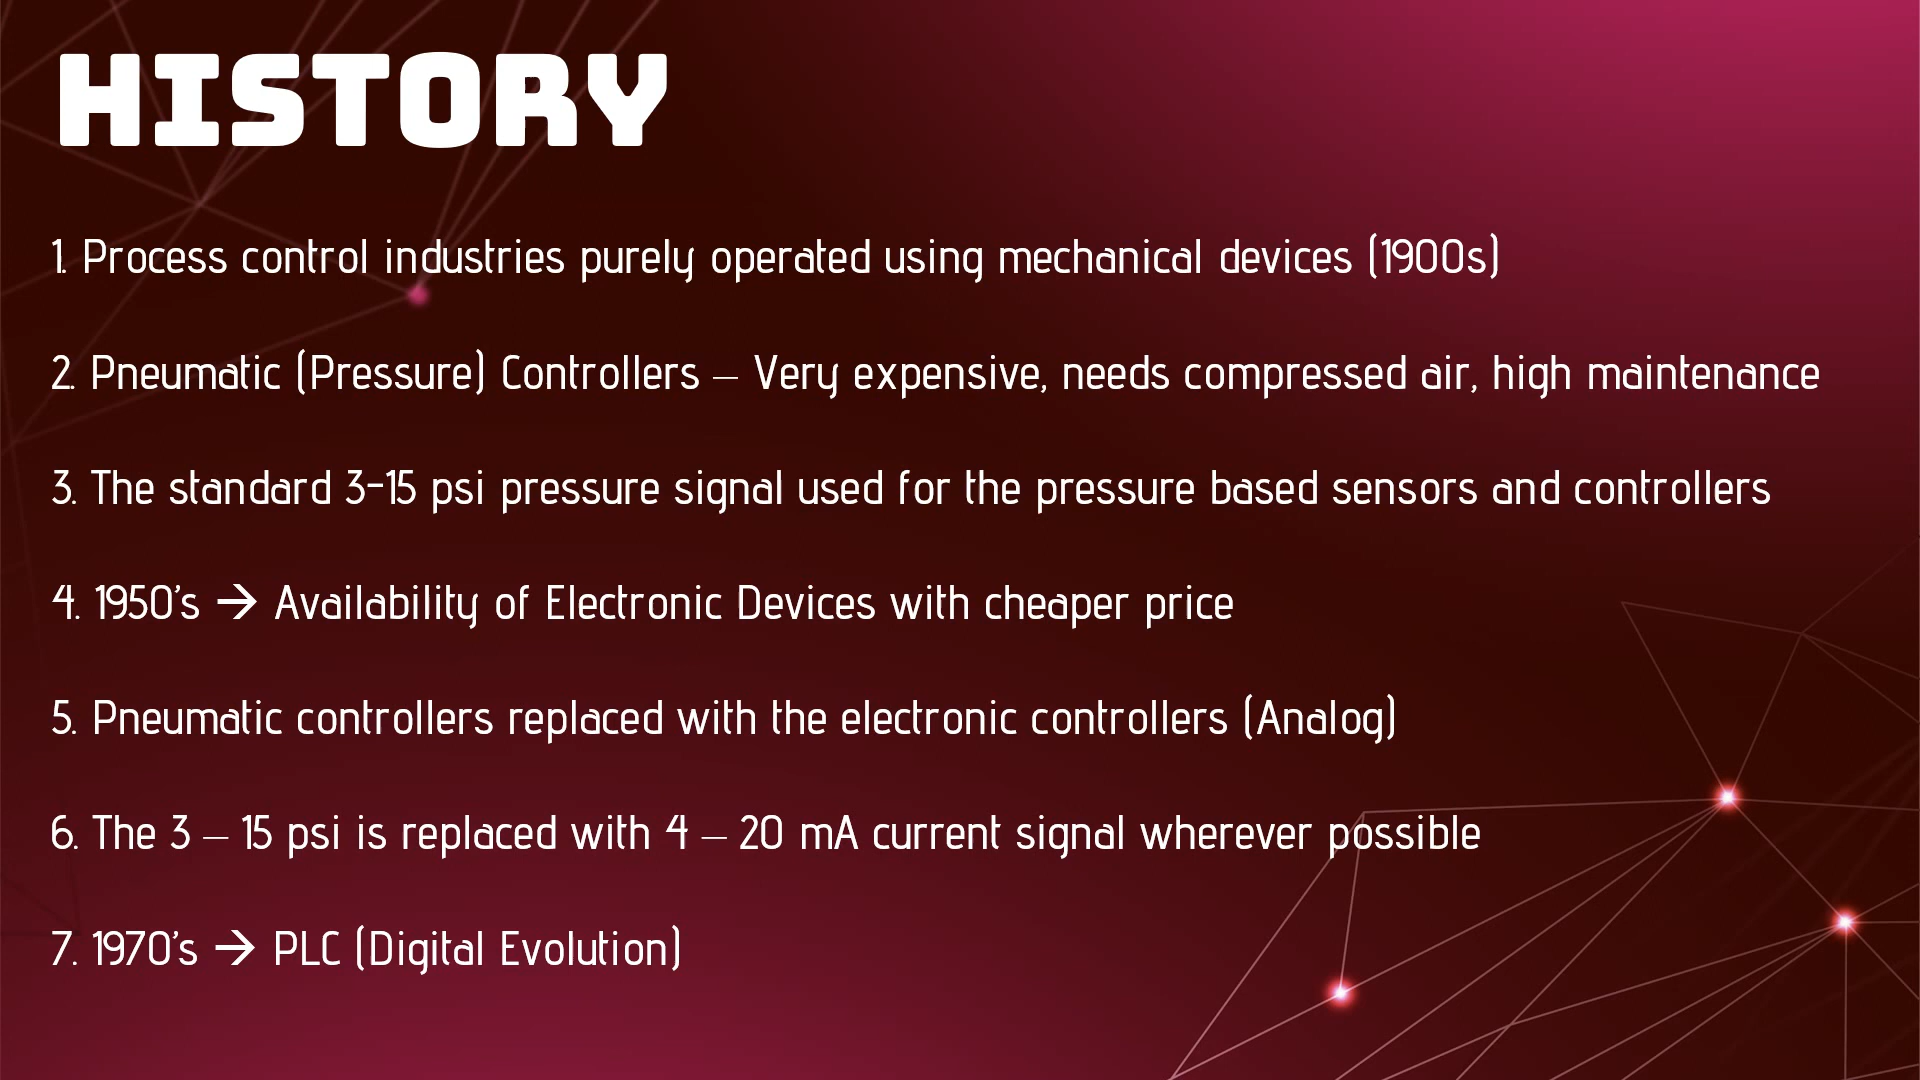 HISTORY
1. Process control industries purely operated using mechanical devices (1900s)
2. Pneumatic (Pressure) Controllers – Very expensive, needs compressed air, high maintenance
3. The standard 3-15 psi pressure signal used for the pressure based sensors and controllers
4. 1950’s → Availability of Electronic Devices with cheaper price
5. Pneumatic controllers replaced with the electronic controllers (Analog)
6. The 3 – 15 psi is replaced with 4 – 20 mA current signal wherever possible
7. 1970’s → PLC (Digital Evolution)